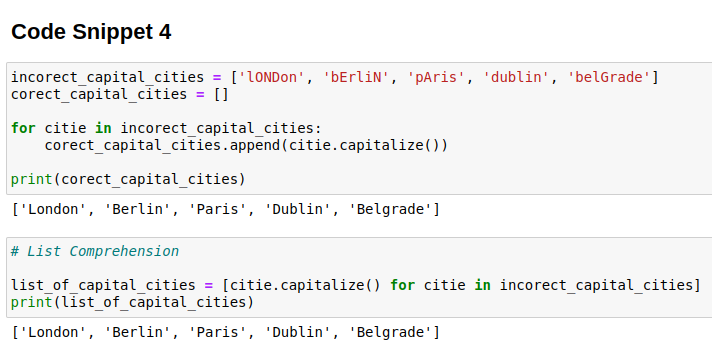 Code Snippet 4
incorect_capital_cities = ['lONDon', 'bErliN', 'pAris', 'dublin', 'belGrade']
corect_capital_cities = []
for citie in incorect_capital_cities:
    corect_capital_cities.append(citie.capitalize())
print(corect_capital_cities)
['London', 'Berlin', 'Paris', 'Dublin', 'Belgrade']
# List Comprehension
list_of_capital_cities = [citie.capitalize() for citie in incorect_capital_cities]
print(list_of_capital_cities)
['London', 'Berlin', 'Paris', 'Dublin', 'Belgrade']